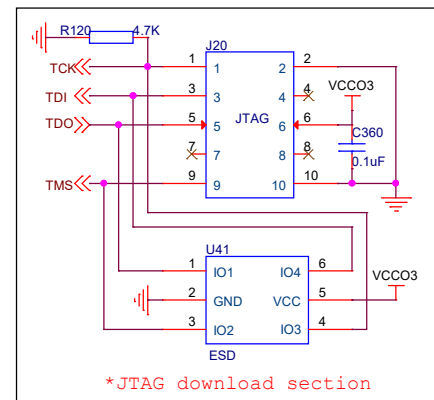 R120 4.7K
J20
TCK 1 1 2 2
VCCO3
TDI 3 3 4 4
TDO 5 5 JTAG 6 6
C360
7 7 8 8
0.1uF
TMS 9 9 10 10
U41
1 IO1 IO4 6
VCCO3
2 GND VCC 5
3 IO2 IO3 4
ESD
*JTAG download section